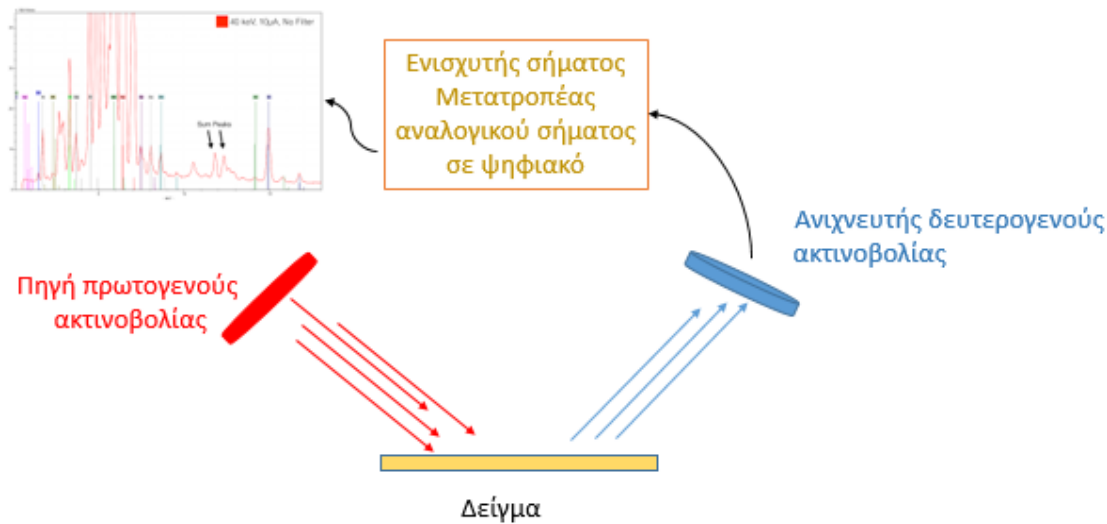 40 keV, 10μA, No Filter
Sum Peaks
Ενισχυτής σήματος
Μετατροπέας
αναλογικού σήματος
σε ψηφιακό
Ανιχνευτής δευτερογενούς
ακτινοβολίας
Πηγή πρωτογενούς
ακτινοβολίας
Δείγμα